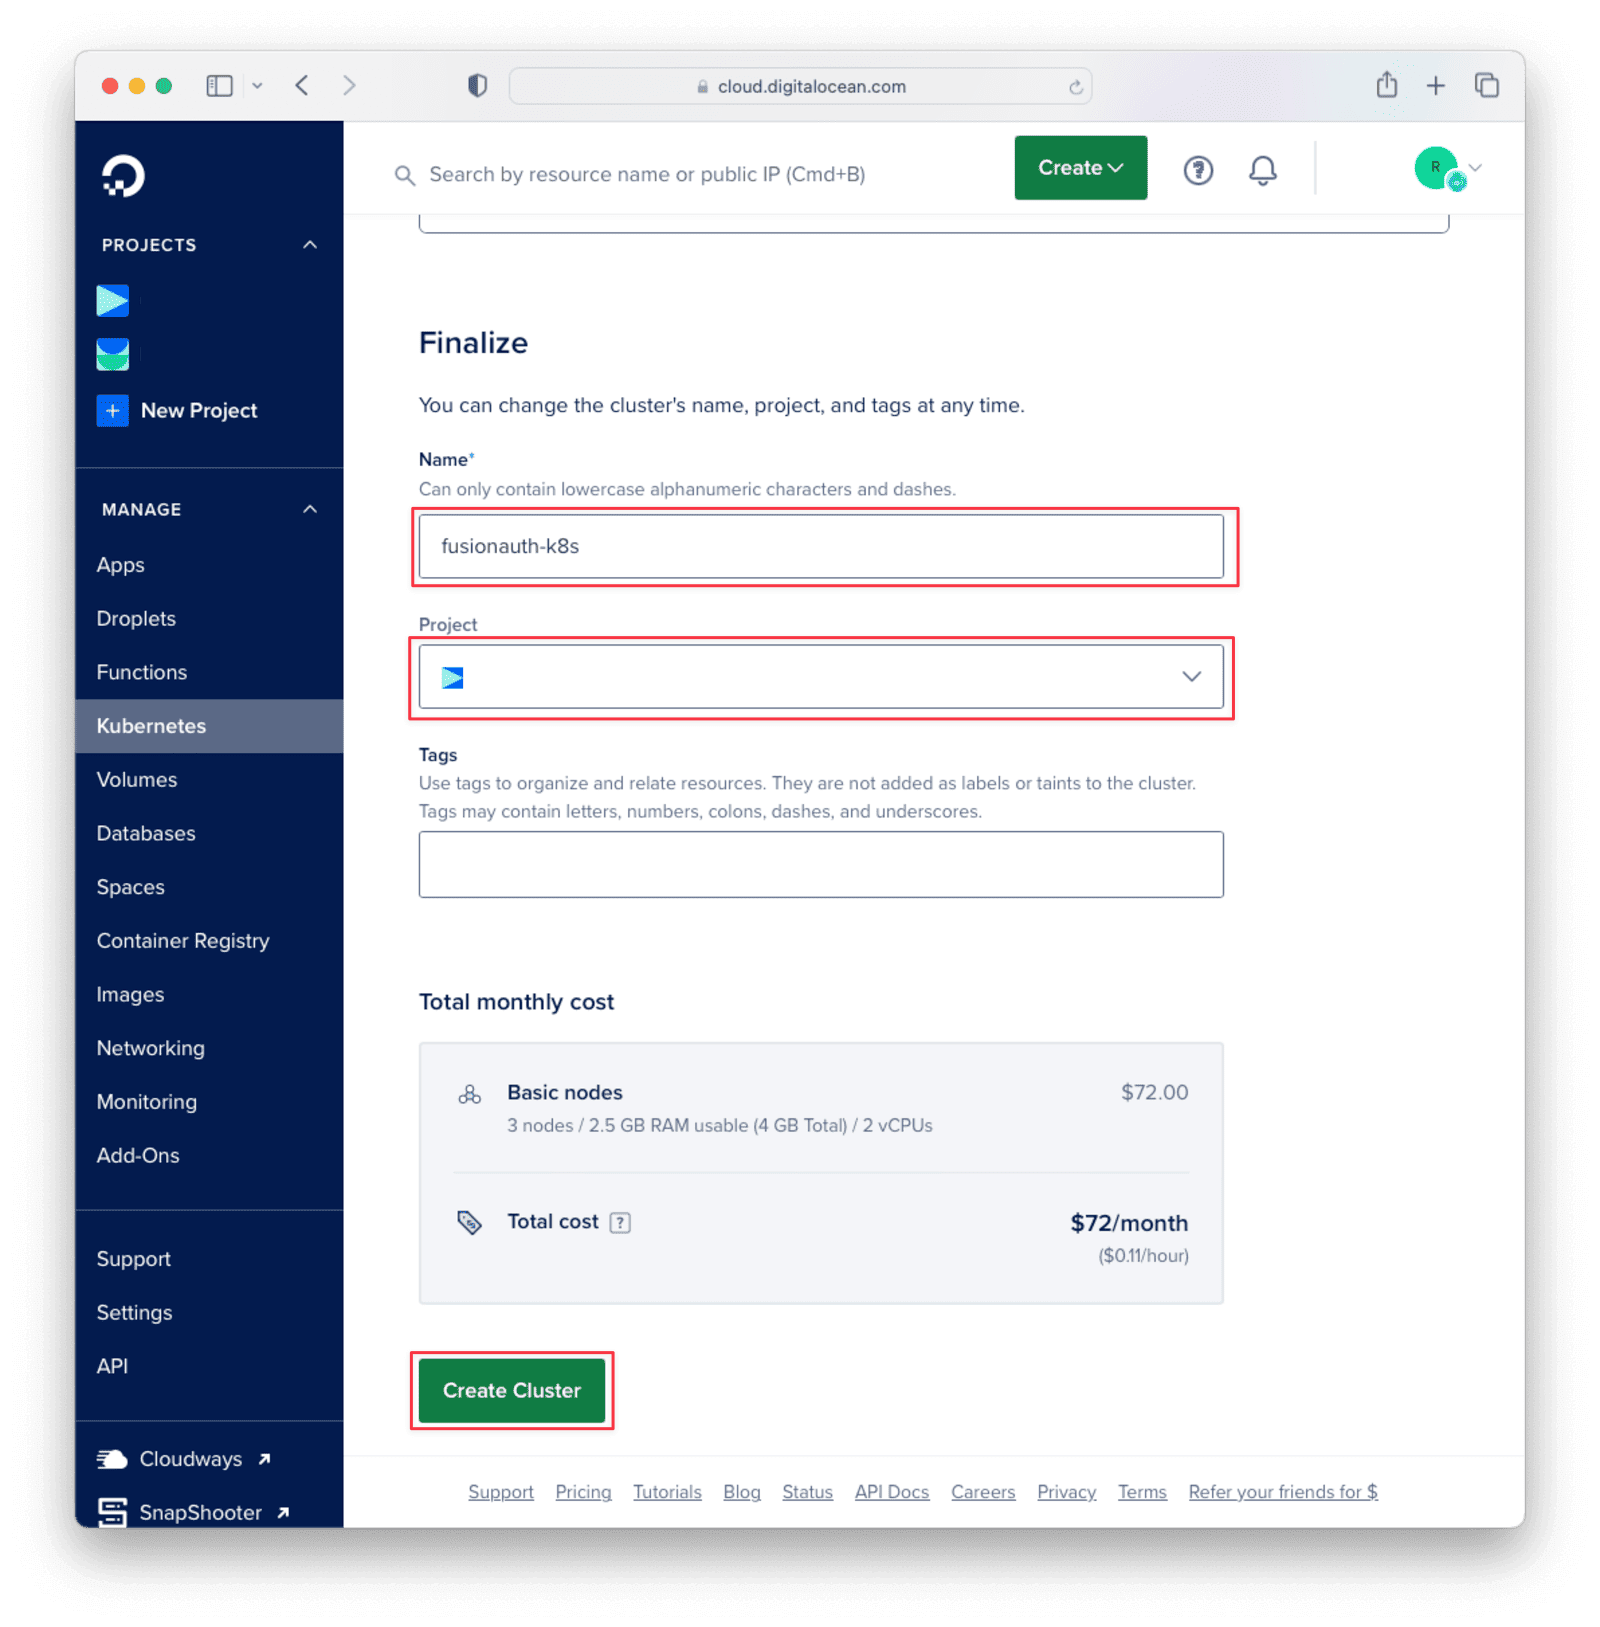 cloud.digitalocean.com
Search by resource name or public IP (Cmd+B)
Create
R
PROJECTS
New Project
MANAGE
Apps
Droplets
Functions
Kubernetes
Volumes
Databases
Spaces
Container Registry
Images
Networking
Monitoring
Add-Ons
Support
Settings
API
Cloudways
SnapShooter
Finalize
You can change the cluster's name, project, and tags at any time.
Name*
Can only contain lowercase alphanumeric characters and dashes.
fusionauth-k8s
Project
Tags
Use tags to organize and relate resources. They are not added as labels or taints to the cluster.
Tags may contain letters, numbers, colons, dashes, and underscores.
Total monthly cost
Basic nodes $72.00
3 nodes / 2.5 GB RAM usable (4 GB Total) / 2 vCPUs
Total cost ? $72/month
($0.11/hour)
Create Cluster
Support Pricing Tutorials Blog Status API Docs Careers Privacy Terms Refer your friends for $